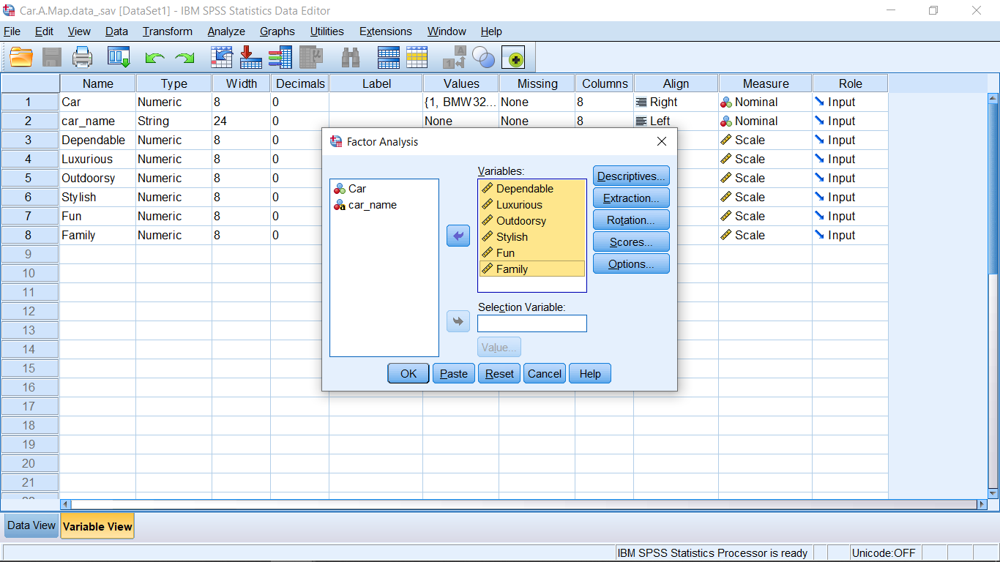 Car.A.Map.data_.sav [DataSet1] - IBM SPSS Statistics Data Editor
File Edit View Data Transform Analyze Graphs Utilities Extensions Window Help
Name Type Width Decimals Label Values Missing Columns Align Measure Role
1 Car Numeric 8 0 {1, BMW32... None 8 Right Nominal Input
2 car_name String 24 0 None None 8 Left Nominal Input
3 Dependable Numeric 8 0 Scale Input
4 Luxurious Numeric 8 0 Scale Input
5 Outdoorsy Numeric 8 0 Scale Input
6 Stylish Numeric 8 0 Scale Input
7 Fun Numeric 8 0 Scale Input
8 Family Numeric 8 0 Scale Input
9
10
11
12
13
14
15
16
17
18
19
20
21
Factor Analysis
Car
car_name
Variables:
Dependable
Luxurious
Outdoorsy
Stylish
Fun
Family
Selection Variable:
Value...
Descriptives...
Extraction...
Rotation...
Scores...
Options...
OK Paste Reset Cancel Help
Data View Variable View
IBM SPSS Statistics Processor is ready Unicode:OFF